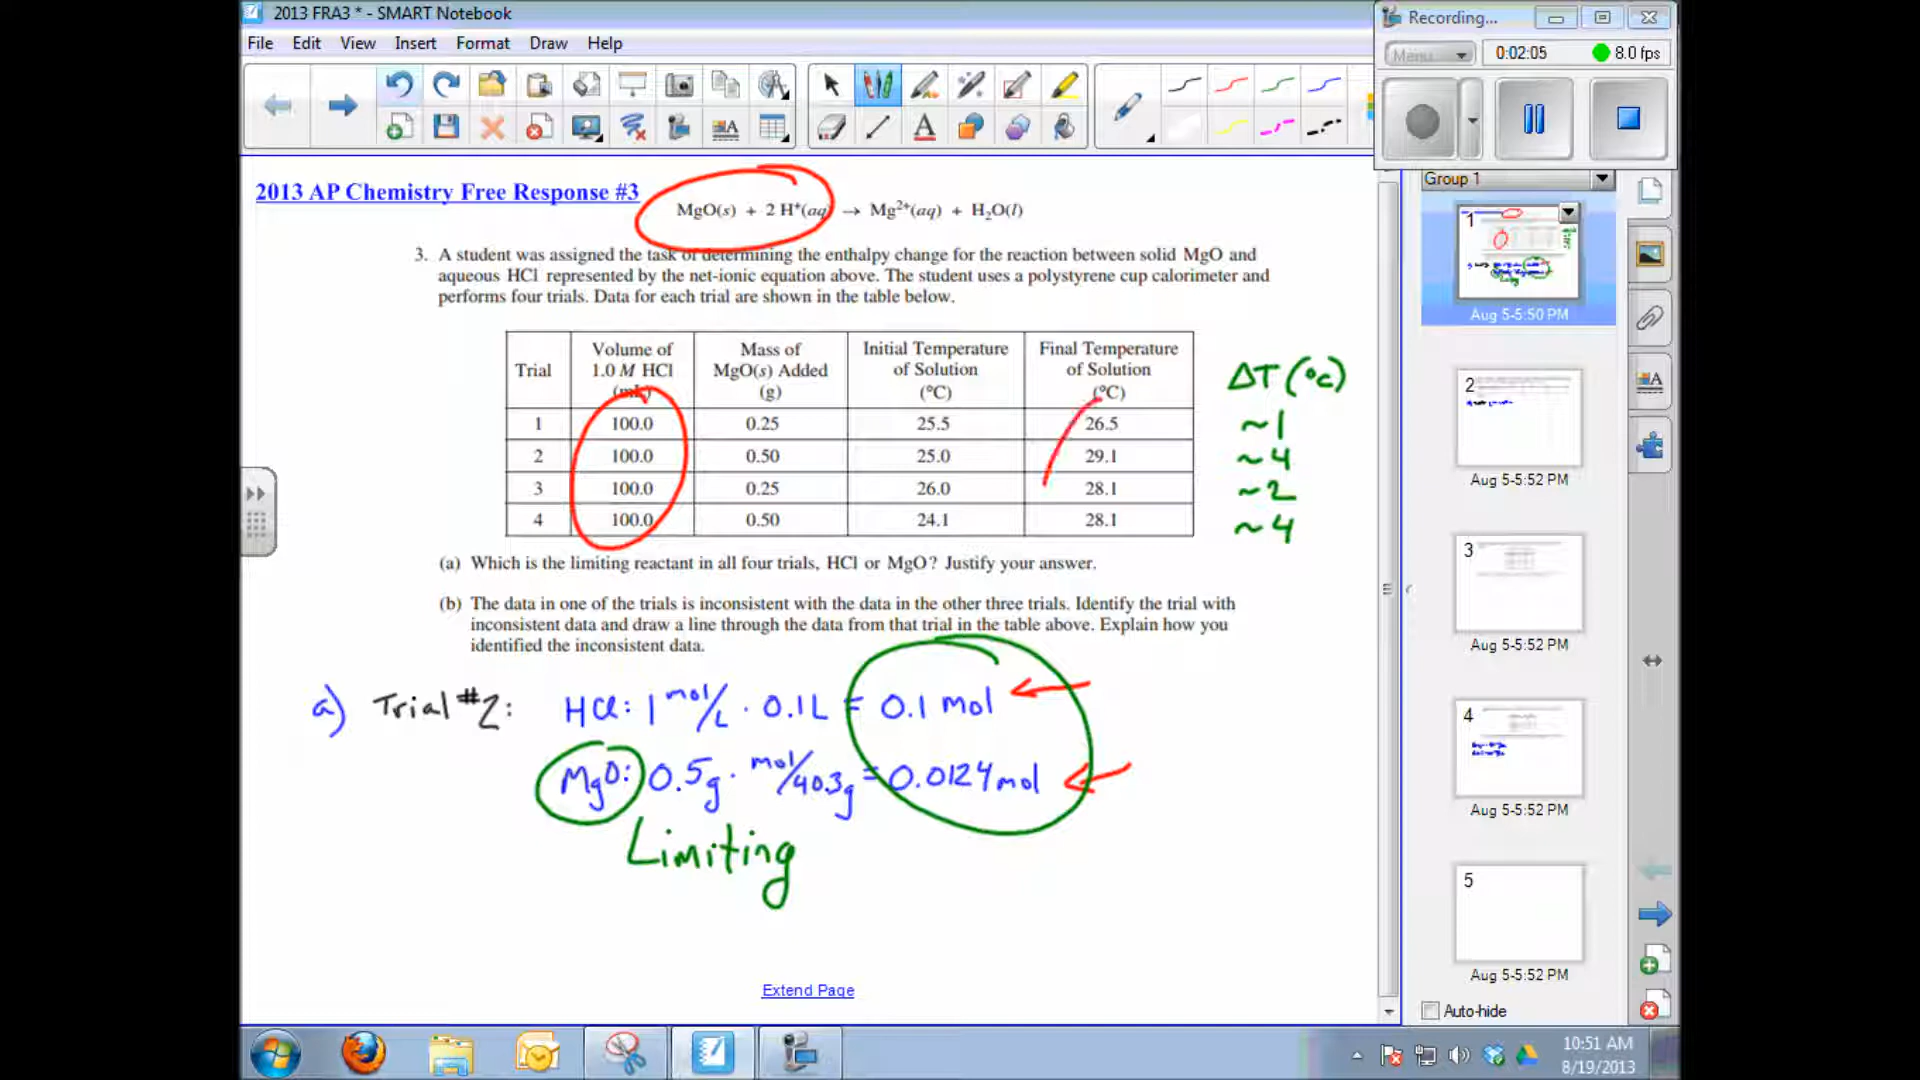 2013 FRA3 * - SMART Notebook
Recording...
File Edit View Insert Format Draw Help
Menu
0:02:05
8.0 fps
Group 1
2013 AP Chemistry Free Response #3
MgO(s) + 2 H⁺(aq) → Mg²⁺(aq) + H₂O(l)
3. A student was assigned the task of determining the enthalpy change for the reaction between solid MgO and
aqueous HCl represented by the net-ionic equation above. The student uses a polystyrene cup calorimeter and
performs four trials. Data for each trial are shown in the table below.
Trial | Volume of 1.0 M HCl (mL) | Mass of MgO(s) Added (g) | Initial Temperature of Solution (°C) | Final Temperature of Solution (°C) | ΔT (°C)
1 | 100.0 | 0.25 | 25.5 | 26.5 | ~1
2 | 100.0 | 0.50 | 25.0 | 29.1 | ~4
3 | 100.0 | 0.25 | 26.0 | 28.1 | ~2
4 | 100.0 | 0.50 | 24.1 | 28.1 | ~4
(a) Which is the limiting reactant in all four trials, HCl or MgO? Justify your answer.
(b) The data in one of the trials is inconsistent with the data in the other three trials. Identify the trial with
inconsistent data and draw a line through the data from that trial in the table above. Explain how you
identified the inconsistent data.
a) Trial #2: HCl: 1 mol/L · 0.1L = 0.1 mol
MgO: 0.5g · mol/40.3g = 0.0124 mol
Limiting
Extend Page
1
Aug 5-5:50 PM
2
Aug 5-5:52 PM
3
Aug 5-5:52 PM
4
Aug 5-5:52 PM
5
Aug 5-5:52 PM
Auto-hide
10:51 AM
8/19/2013